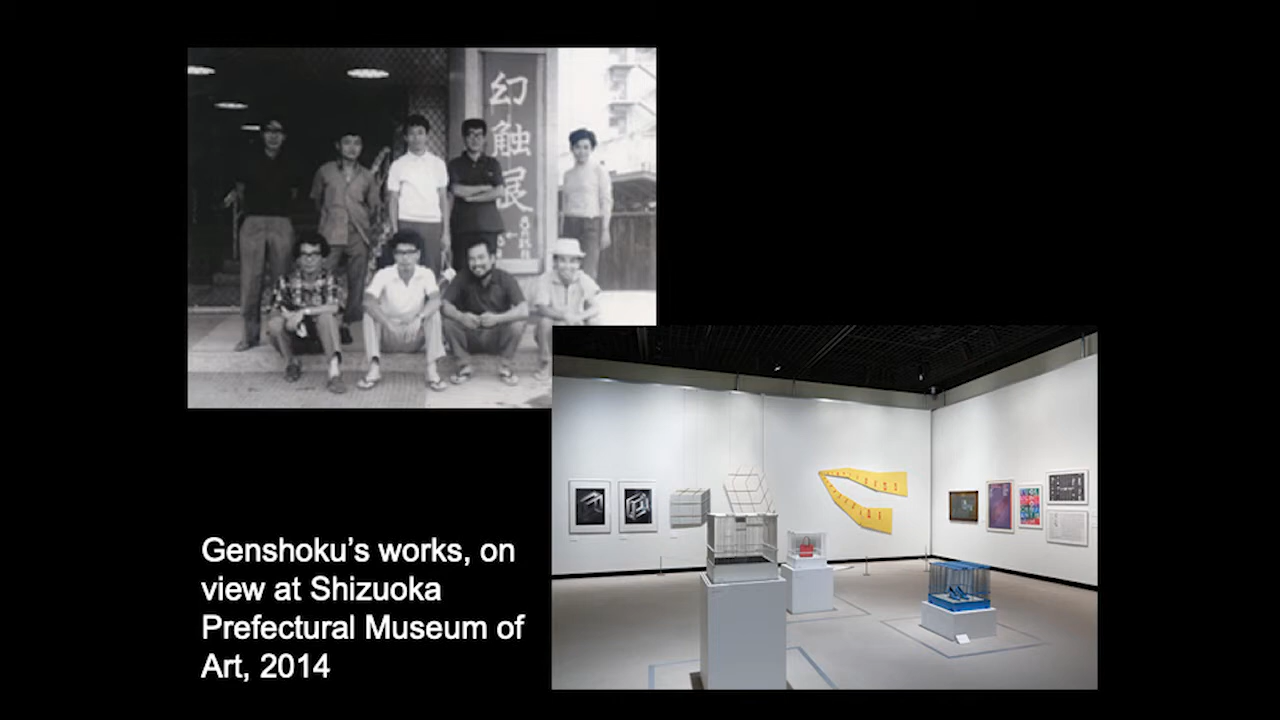 幻触展
Genshoku’s works, on
view at Shizuoka
Prefectural Museum of
Art, 2014